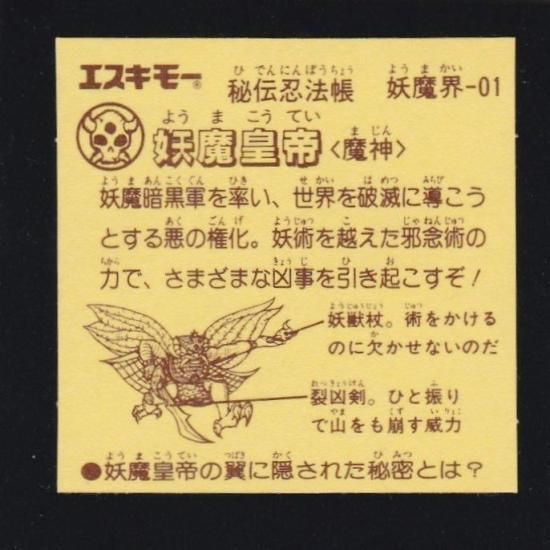 エスキモー® 秘伝忍法帳 妖魔界-01
妖魔皇帝〈魔神〉
妖魔暗黒軍を率い、世界を破滅に導こう
とする悪の権化。妖術を越えた邪念術の
力で、さまざまな凶事を引き起こすぞ！
妖獣杖。術をかける
のに欠かせないのだ
裂凶剣。ひと振り
で山をも崩す威力
●妖魔皇帝の翼に隠された秘密とは？